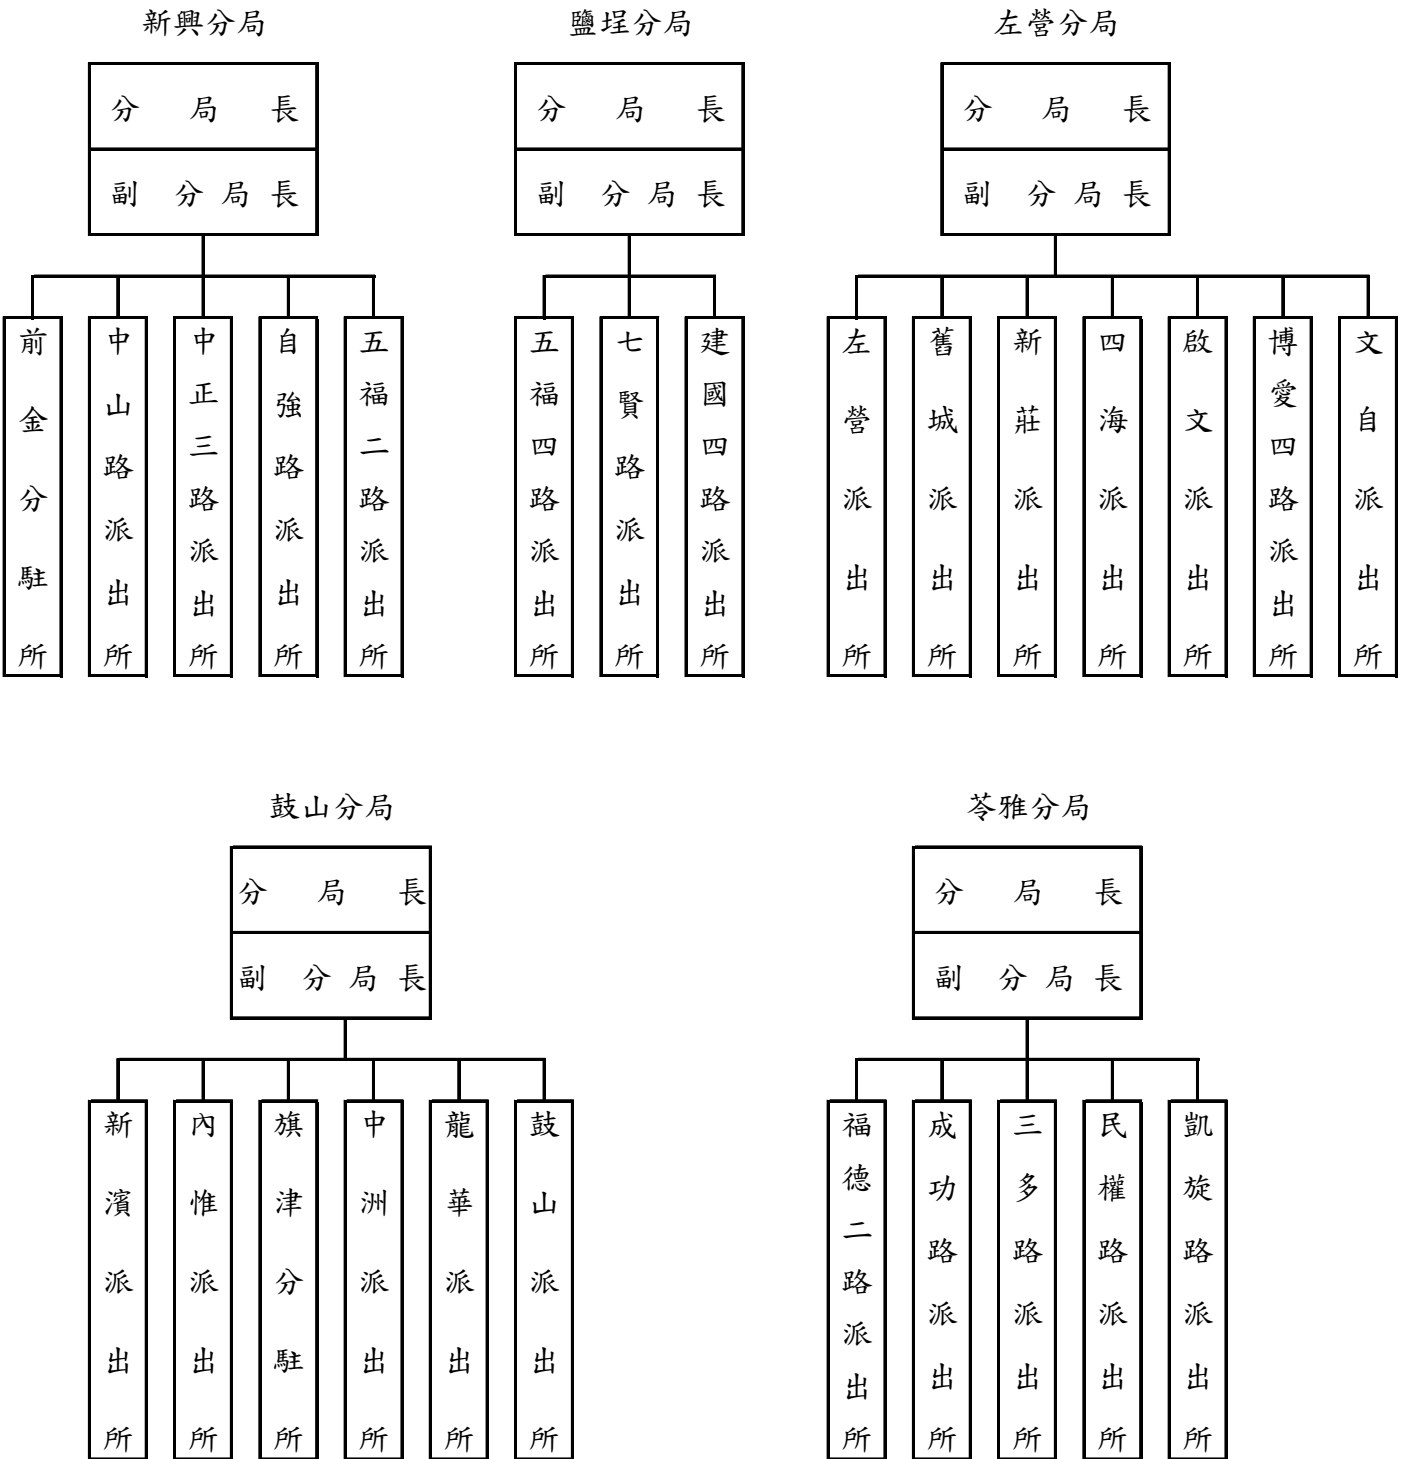 新興分局
分局長
副分局長
前金分駐所
中山路派出所
中正三路派出所
自強路派出所
五福二路派出所
鹽埕分局
分局長
副分局長
五福四路派出所
七賢路派出所
建國四路派出所
左營分局
分局長
副分局長
左營派出所
舊城派出所
新莊派出所
四海派出所
啟文派出所
博愛四路派出所
文自派出所
鼓山分局
分局長
副分局長
新濱派出所
內惟派出所
旗津分駐所
中洲派出所
龍華派出所
鼓山派出所
苓雅分局
分局長
副分局長
福德二路派出所
成功路派出所
三多路派出所
民權路派出所
凱旋路派出所